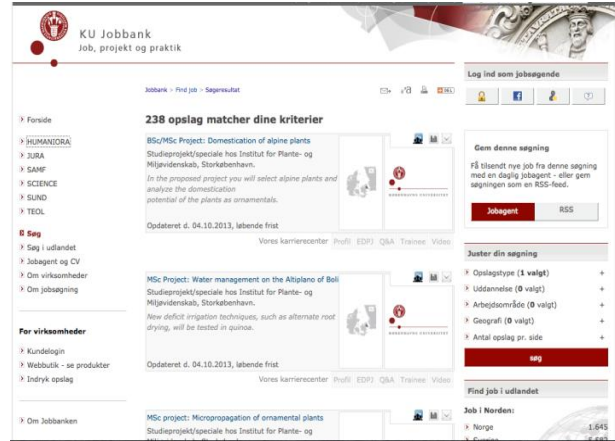 KU Jobbank
Job, projekt og praktik
Jobbank > Find job > Søgeresultat
Forside
HUMANIORA
JURA
SAMF
SCIENCE
SUND
TEOL
Søg
Søg i udlandet
Jobagent og CV
Om virksomheder
Om jobsøgning
For virksomheder
Kundelogin
Webbutik - se produkter
Indryk opslag
Om Jobbanken
238 opslag matcher dine kriterier
BSc/MSc Project: Domestication of alpine plants
Studieprojekt/speciale hos Institut for Plante- og
Miljøvidenskab, Storkøbenhavn.
In the proposed project you will select alpine plants and
analyze the domestication
potential of the plants as ornamentals.
Opdateret d. 04.10.2013, løbende frist
Vores karrierecenter Profil EDPJ Q&A Trainee Video
MSc Project: Water management on the Altiplano of Boli
Studieprojekt/speciale hos Institut for Plante- og
Miljøvidenskab, Storkøbenhavn.
New deficit irrigation techniques, such as alternate root
drying, will be tested in quinoa.
Opdateret d. 04.10.2013, løbende frist
Vores karrierecenter Profil EDPJ Q&A Trainee Video
MSc project: Micropropagation of ornamental plants
Studieprojekt/speciale hos Institut for Plante- og
Log ind som jobsøgende
Gem denne søgning
Få tilsendt nye job fra denne søgning
med en daglig jobagent - eller gem
søgningen som en RSS-feed.
Jobagent RSS
Juster din søgning
Opslagstype (1 valgt) +
Uddannelse (0 valgt) +
Arbejdsområde (0 valgt) +
Geografi (0 valgt) +
Antal opslag pr. side +
søg
Find job i udlandet
Job i Norden:
Norge 1.645